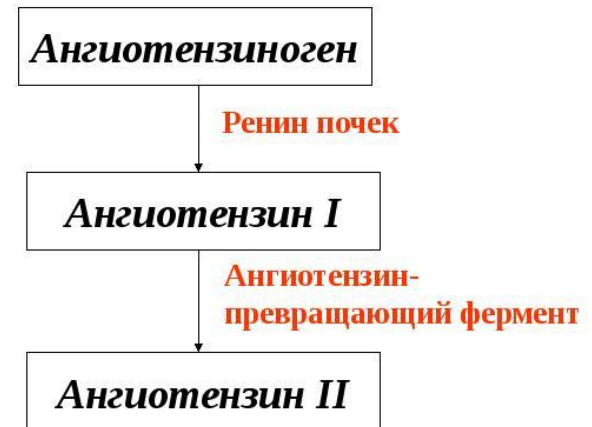 Ангиотензиноген
Ренин почек
Ангиотензин I
Ангиотензин-
превращающий фермент
Ангиотензин II